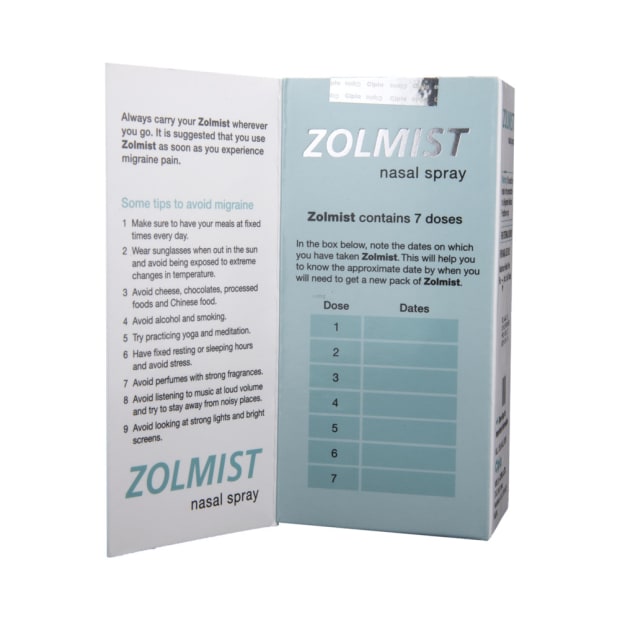 Always carry your Zolmist wherever
you go. It is suggested that you use
Zolmist as soon as you experience
migraine pain.
Some tips to avoid migraine
1 Make sure to have your meals at fixed
times every day.
2 Wear sunglasses when out in the sun
and avoid being exposed to extreme
changes in temperature.
3 Avoid cheese, chocolates, processed
foods and Chinese food.
4 Avoid alcohol and smoking.
5 Try practicing yoga and meditation.
6 Have fixed resting or sleeping hours
and avoid stress.
7 Avoid perfumes with strong fragrances.
8 Avoid listening to music at loud volume
and try to stay away from noisy places.
9 Avoid looking at strong lights and bright
screens.
ZOLMIST
nasal spray
ZOLMIST
nasal spray
Zolmist contains 7 doses
In the box below, note the dates on which
you have taken Zolmist. This will help you
to know the approximate date by when you
will need to get a new pack of Zolmist.
Dose Dates
1
2
3
4
5
6
7
ZOLMIST